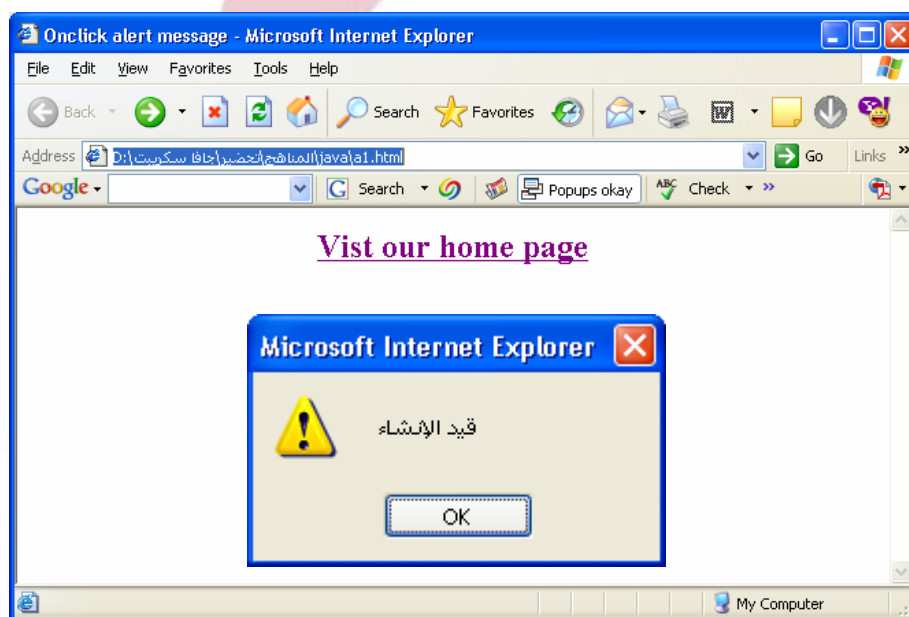 Onclick alert message - Microsoft Internet Explorer
File Edit View Favorites Tools Help
Back Search Favorites
Address D:\المناهج\تحضير\جافا سكريبت\java\a1.html Go Links »
Google Search Popups okay ABC Check »
Vist our home page
Microsoft Internet Explorer
قيد الإنشاء
OK
My Computer